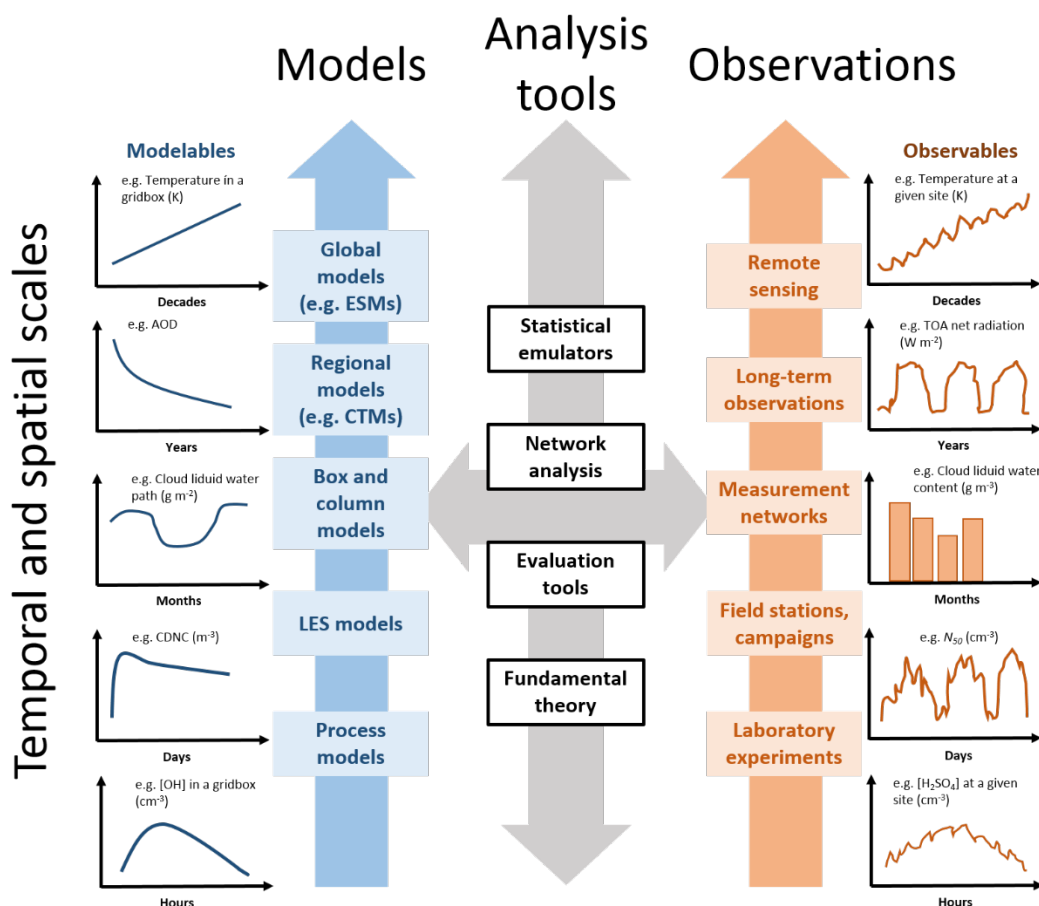 Analysis
tools
Models
Observations
Temporal and spatial scales
Modelables
e.g. Temperature in a
gridbox (K)
Decades
e.g. AOD
Years
e.g. Cloud liduid water
path (g m-2)
Months
e.g. CDNC (m-3)
Days
e.g. [OH] in a gridbox
(cm-3)
Hours
Global
models
(e.g. ESMs)
Regional
models
(e.g. CTMs)
Box and
column
models
LES models
Process
models
Statistical
emulators
Network
analysis
Evaluation
tools
Fundamental
theory
Remote
sensing
Long-term
observations
Measurement
networks
Field stations,
campaigns
Laboratory
experiments
Observables
e.g. Temperature at a
given site (K)
Decades
e.g. TOA net radiation
(W m-2)
Years
e.g. Cloud liduid water
content (g m-3)
Months
e.g. N50 (cm-3)
Days
e.g. [H2SO4] at a given
site (cm-3)
Hours